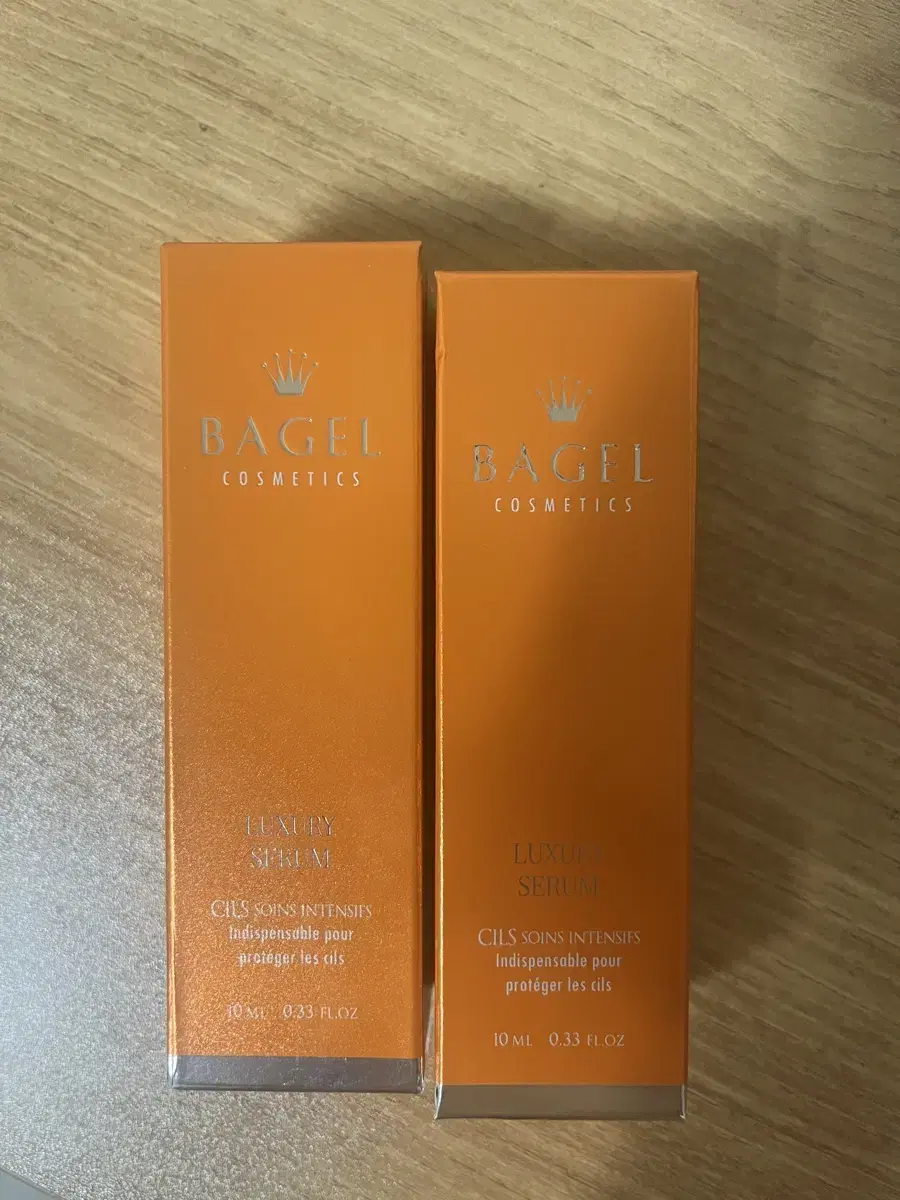 BAGEL
COSMETICS
LUXURY
SERUM
CILS SOINS INTENSIFS
Indispensable pour
protéger les cils
10 ML 0.33 FL.OZ
BAGEL
COSMETICS
LUXURY
SERUM
CILS SOINS INTENSIFS
Indispensable pour
protéger les cils
10 ML 0.33 FL.OZ